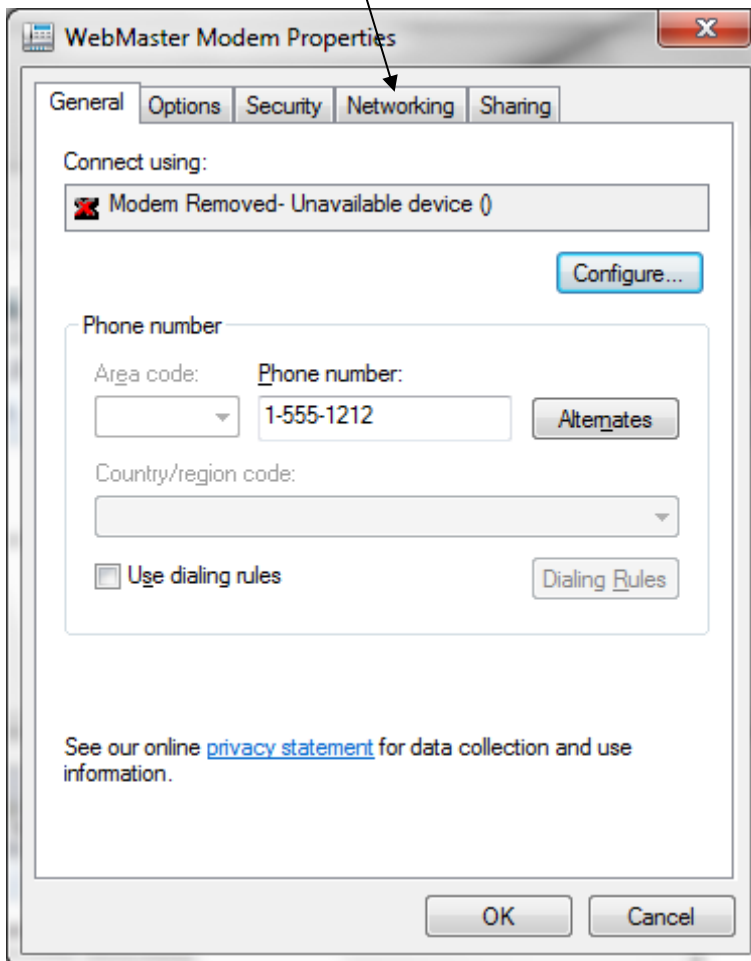 WebMaster Modem Properties
General Options Security Networking Sharing
Connect using:
Modem Removed- Unavailable device ()
Configure...
Phone number
Area code: Phone number:
1-555-1212 Alternates
Country/region code:
Use dialing rules Dialing Rules
See our online privacy statement for data collection and use
information.
OK Cancel